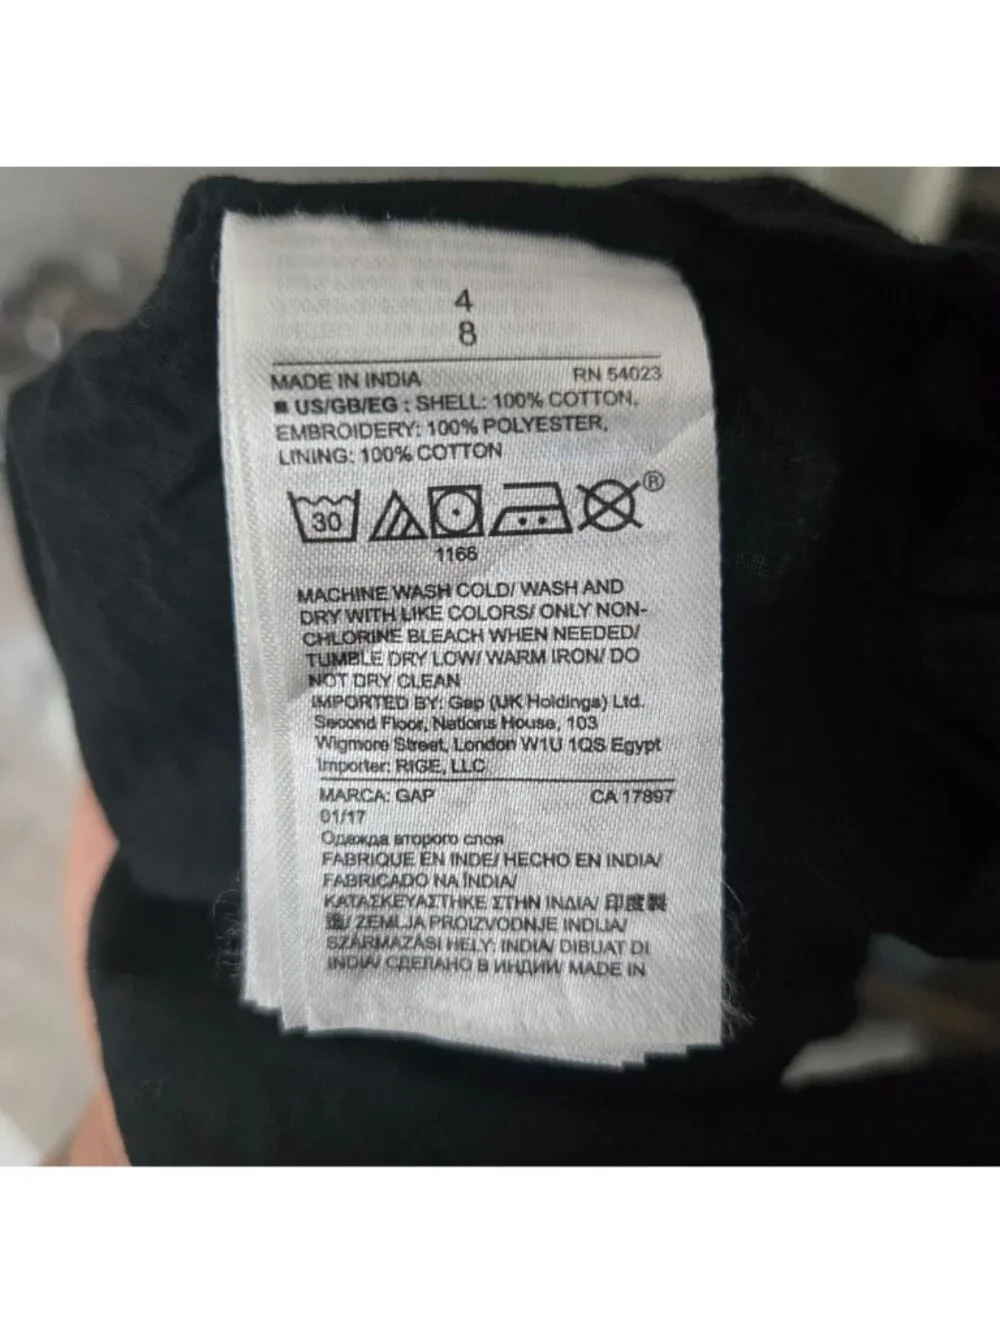 4
8
MADE IN INDIA RN 54023
■ US/GB/EG : SHELL: 100% COTTON,
EMBROIDERY: 100% POLYESTER,
LINING: 100% COTTON
30 ®
1166
MACHINE WASH COLD/ WASH AND
DRY WITH LIKE COLORS/ ONLY NON-
CHLORINE BLEACH WHEN NEEDED/
TUMBLE DRY LOW/ WARM IRON/ DO
NOT DRY CLEAN
IMPORTED BY: Gap (UK Holdings) Ltd.
Second Floor, Nations House, 103
Wigmore Street, London W1U 1QS Egypt
Importer: RIGE, LLC
MARCA: GAP CA 17897
01/17
Одежда второго слоя
FABRIQUE EN INDE/ HECHO EN INDIA/
FABRICADO NA ÍNDIA/
ΚΑΤΑΣΚΕΥΑΣΤΗΚΕ ΣΤΗΝ ΙΝΔΙΑ/ 印度製
造/ ZEMLJA PROIZVODNJE INDIJA/
SZÁRMAZÁSI HELY: INDIA/ DIBUAT DI
INDIA/ СДЕЛАНО В ИНДИИ/ MADE IN